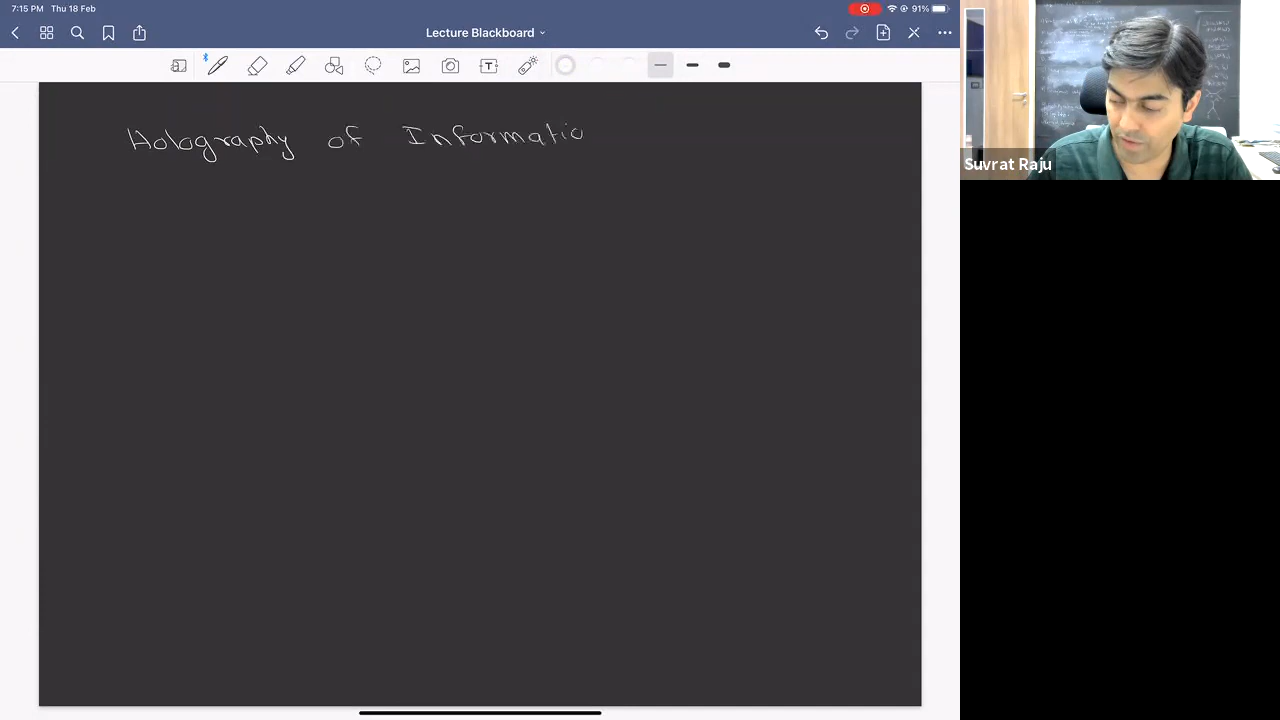 7:15 PM Thu 18 Feb
91%
Lecture Blackboard
T
Holography of Informatio
Suvrat Raju